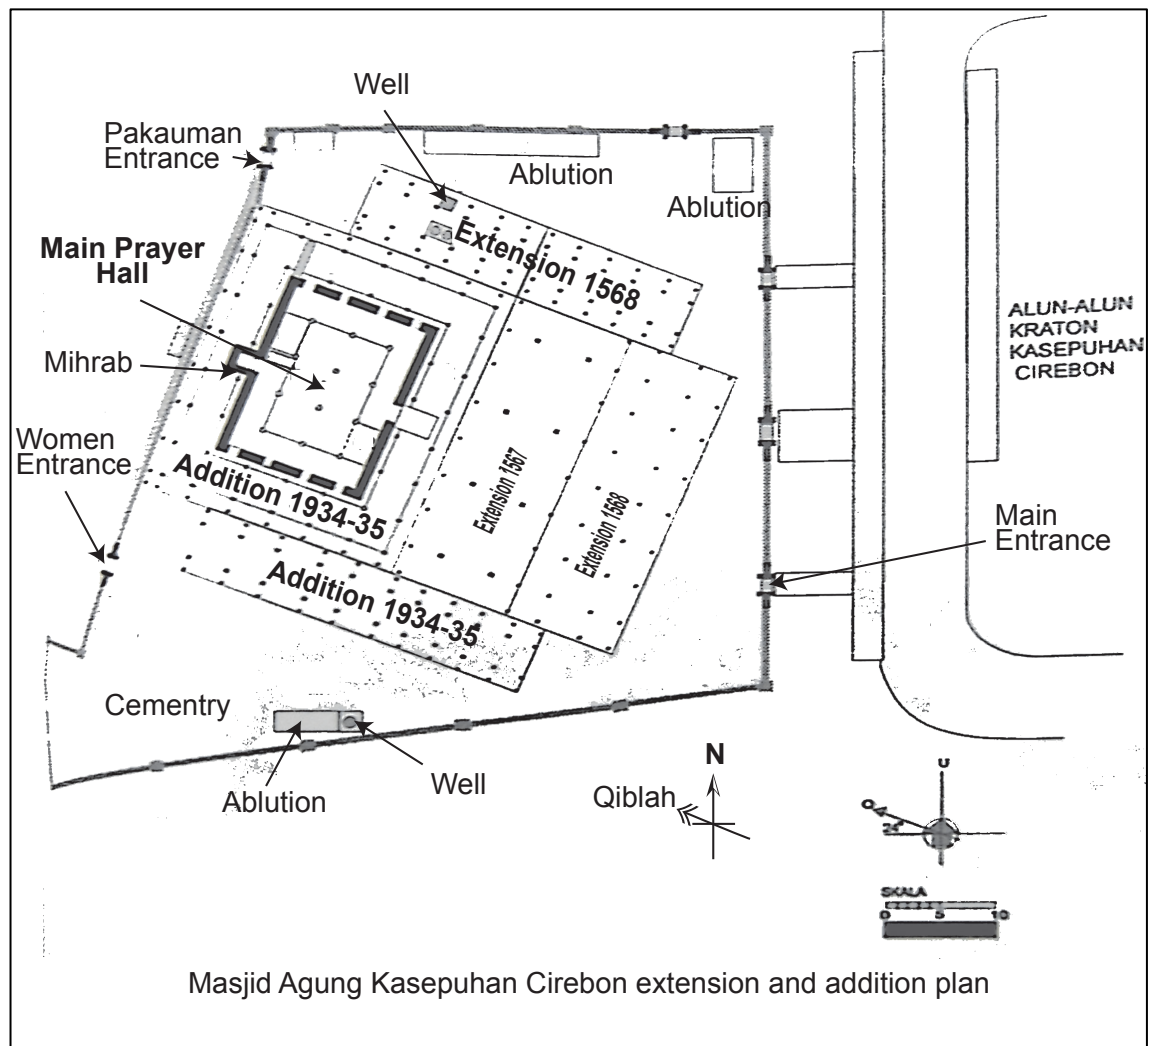 Well
Pakauman
Entrance
Ablution
Ablution
Main Prayer
Hall
Extension 1568
ALUN-ALUN
KRATON
KASEPUHAN
CIREBON
Mihrab
Women
Entrance
Addition 1934-35
Extension 1567
Extension 1568
Main
Entrance
Addition 1934-35
Cementry
Ablution
Well
N
Qiblah
U
Q
24°
SKALA
0 5 10
Masjid Agung Kasepuhan Cirebon extension and addition plan